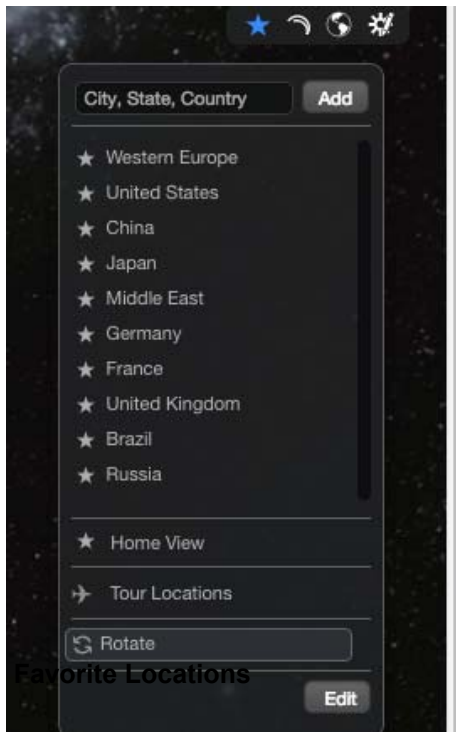 City, State, Country Add
Western Europe
United States
China
Japan
Middle East
Germany
France
United Kingdom
Brazil
Russia
Home View
Tour Locations
Rotate
Favorite Locations
Edit